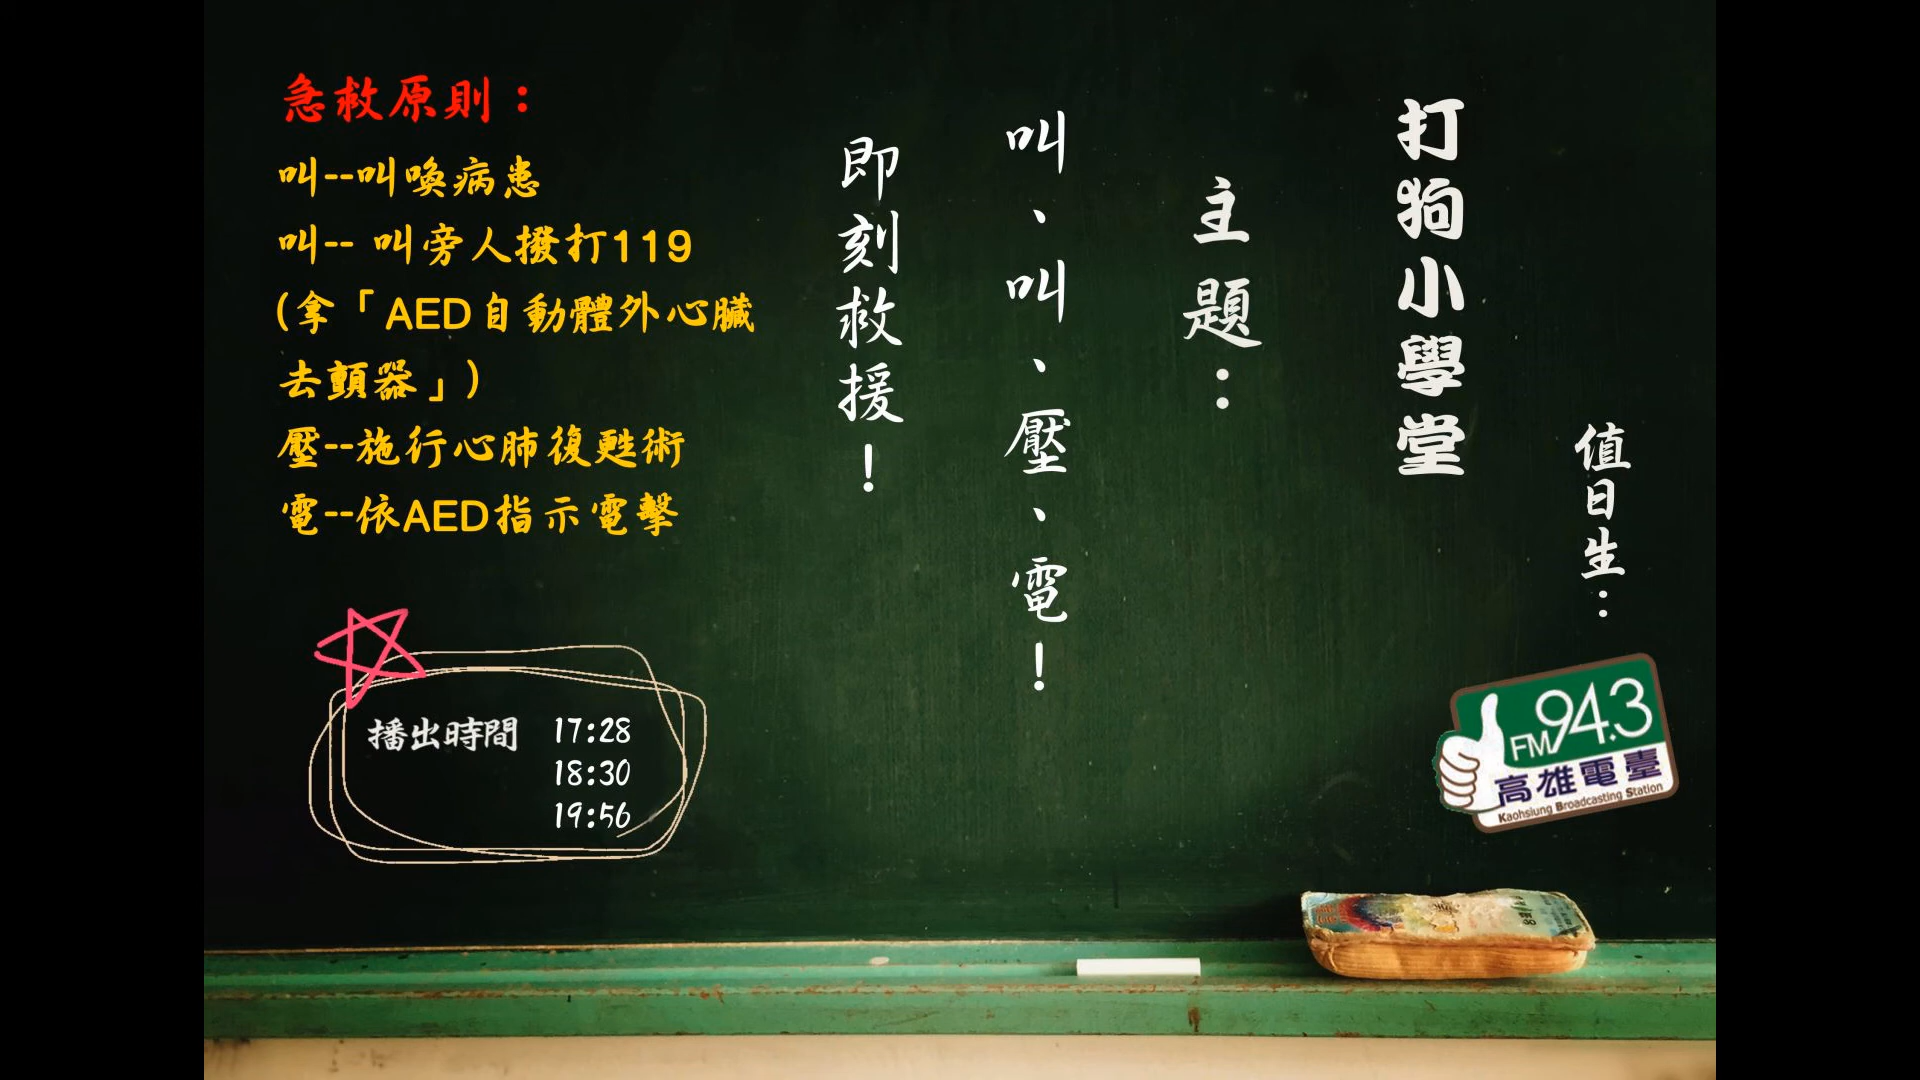 值日生：
打狗小學堂
主題：
叫、叫、壓、電！
即刻救援！
急救原則：
叫--叫喚病患
叫-- 叫旁人撥打119
(拿「AED自動體外心臟
去顫器」)
壓--施行心肺復甦術
電--依AED指示電擊
播出時間 17:28
18:30
19:56
FM94.3
高雄電臺
Kaohsiung Broadcasting Station